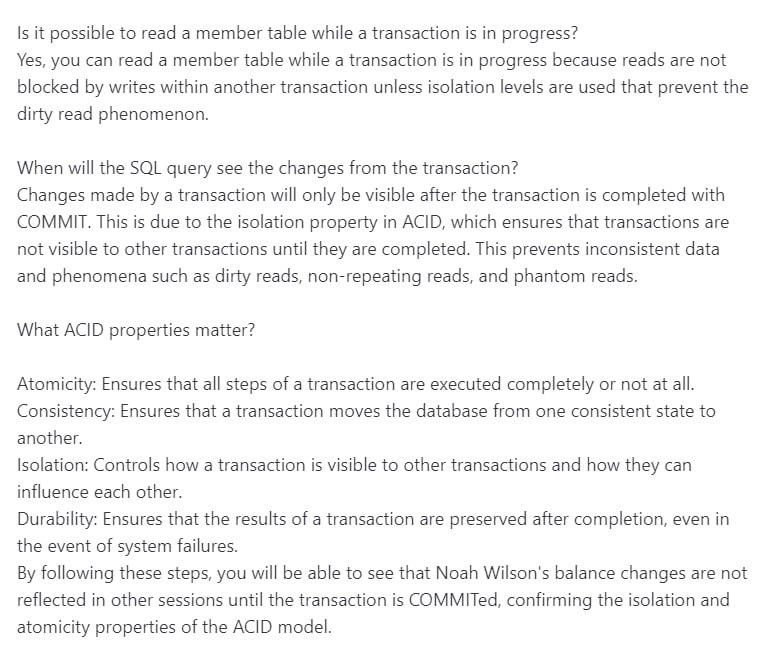 Is it possible to read a member table while a transaction is in progress?
Yes, you can read a member table while a transaction is in progress because reads are not
blocked by writes within another transaction unless isolation levels are used that prevent the
dirty read phenomenon.
When will the SQL query see the changes from the transaction?
Changes made by a transaction will only be visible after the transaction is completed with
COMMIT. This is due to the isolation property in ACID, which ensures that transactions are
not visible to other transactions until they are completed. This prevents inconsistent data
and phenomena such as dirty reads, non-repeating reads, and phantom reads.
What ACID properties matter?
Atomicity: Ensures that all steps of a transaction are executed completely or not at all.
Consistency: Ensures that a transaction moves the database from one consistent state to
another.
Isolation: Controls how a transaction is visible to other transactions and how they can
influence each other.
Durability: Ensures that the results of a transaction are preserved after completion, even in
the event of system failures.
By following these steps, you will be able to see that Noah Wilson's balance changes are not
reflected in other sessions until the transaction is COMMITed, confirming the isolation and
atomicity properties of the ACID model.